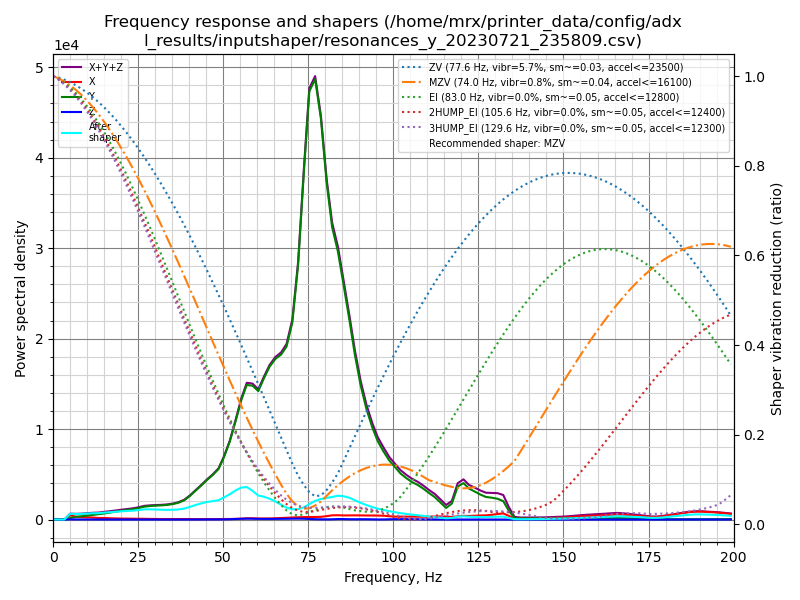 Frequency response and shapers (/home/mrx/printer_data/config/adx
l_results/inputshaper/resonances_y_20230721_235809.csv)
1e4
X+Y+Z
X
Y
Z
After
shaper
ZV (77.6 Hz, vibr=5.7%, sm~=0.03, accel<=23500)
MZV (74.0 Hz, vibr=0.8%, sm~=0.04, accel<=16100)
EI (83.0 Hz, vibr=0.0%, sm~=0.05, accel<=12800)
2HUMP_EI (105.6 Hz, vibr=0.0%, sm~=0.05, accel<=12400)
3HUMP_EI (129.6 Hz, vibr=0.0%, sm~=0.05, accel<=12300)
Recommended shaper: MZV
5
4
3
2
1
0
Power spectral density
1.0
0.8
0.6
0.4
0.2
0.0
Shaper vibration reduction (ratio)
0 25 50 75 100 125 150 175 200
Frequency, Hz